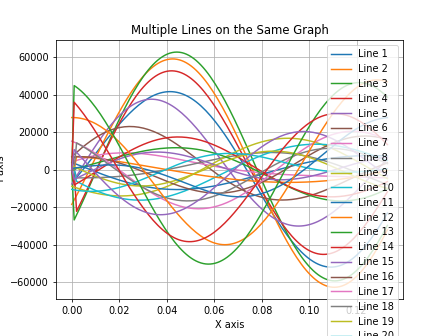 Multiple Lines on the Same Graph
60000
40000
20000
0
−20000
−40000
−60000
0.00
0.02
0.04
0.06
0.08
0.10
X axis
Line 1
Line 2
Line 3
Line 4
Line 5
Line 6
Line 7
Line 8
Line 9
Line 10
Line 11
Line 12
Line 13
Line 14
Line 15
Line 16
Line 17
Line 18
Line 19
Line 20